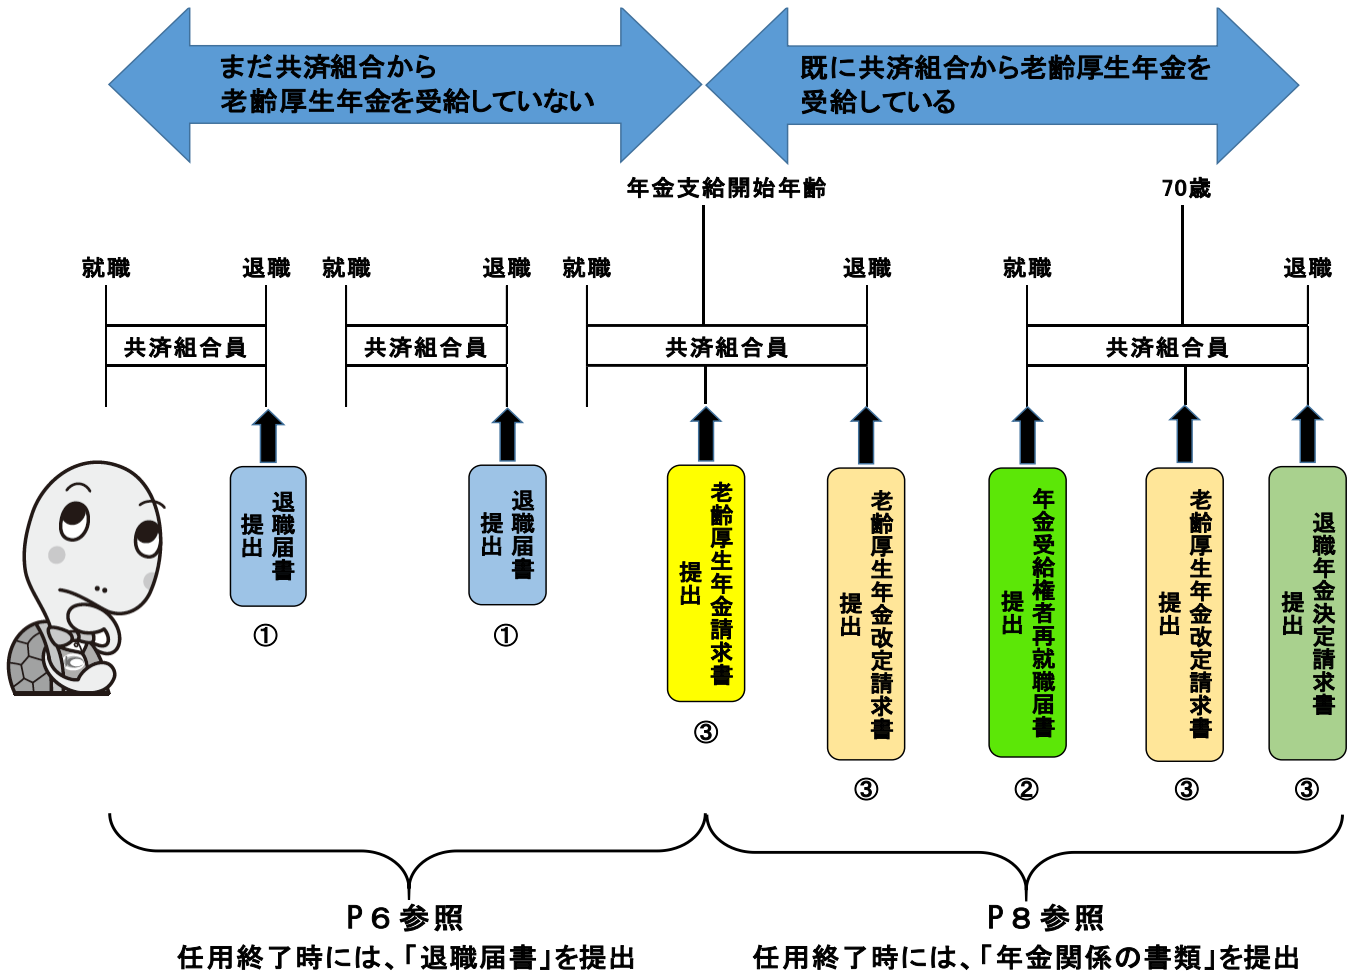 まだ共済組合から
老齢厚生年金を受給していない
既に共済組合から老齢厚生年金を
受給している
年金支給開始年齢
70歳
就職
退職
就職
退職
就職
退職
就職
退職
共済組合員
共済組合員
共済組合員
共済組合員
退職届書
提出
①
退職届書
提出
①
老齢厚生年金請求書
提出
③
老齢厚生年金改定請求書
提出
③
年金受給権者再就職届書
提出
②
老齢厚生年金改定請求書
提出
③
退職年金決定請求書
提出
③
P６参照
任用終了時には、「退職届書」を提出
P８参照
任用終了時には、「年金関係の書類」を提出